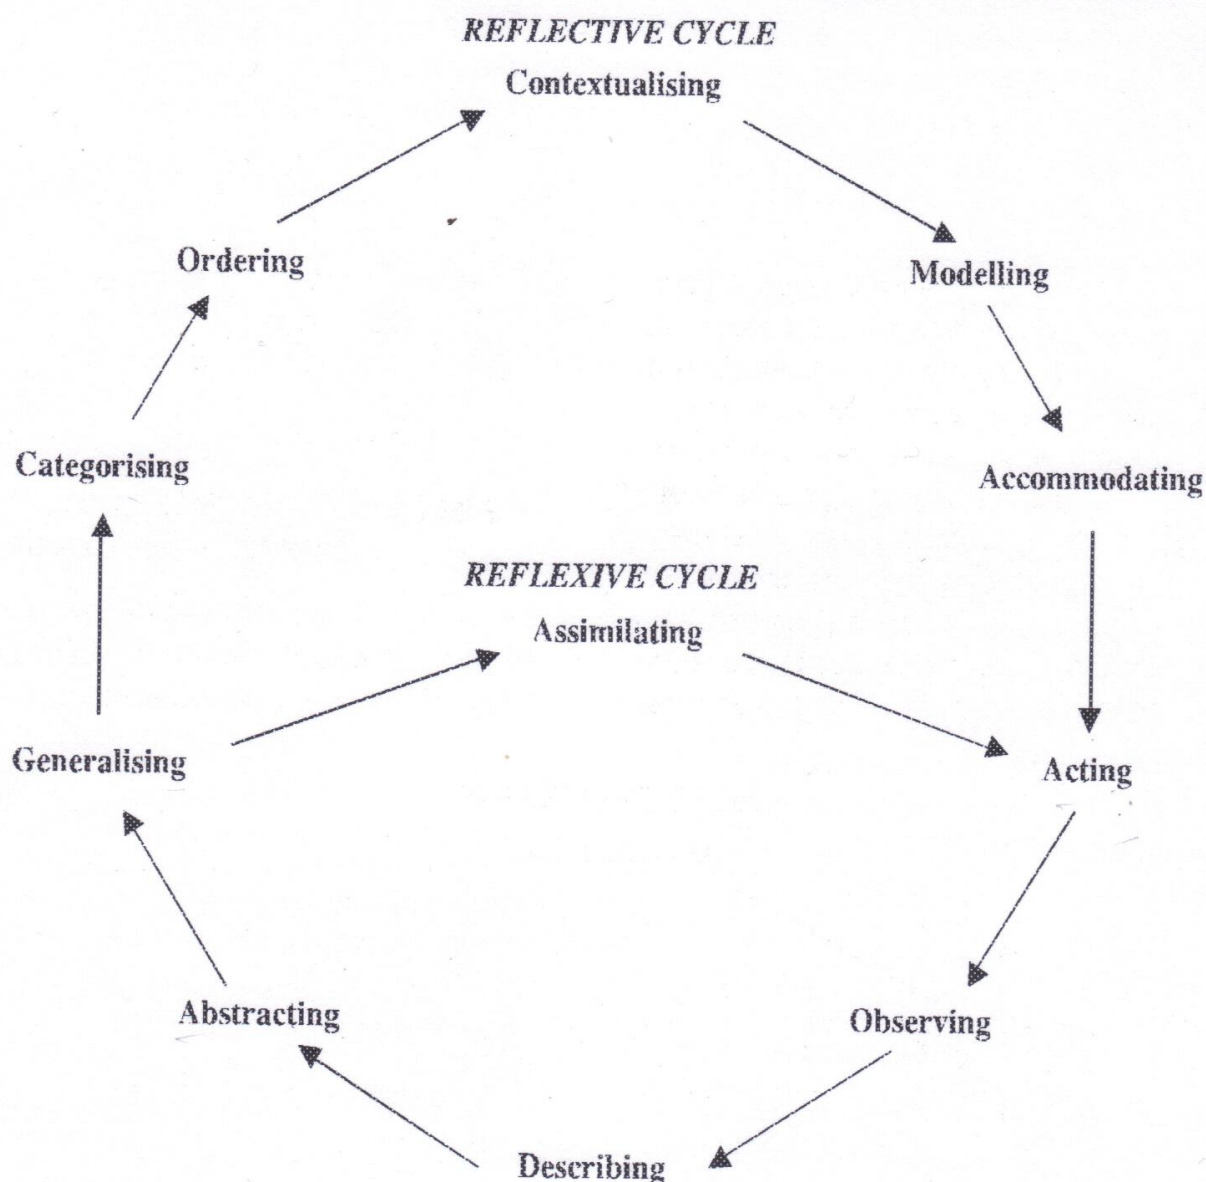 REFLECTIVE CYCLE
Contextualising
Ordering
Modelling
Categorising
Accommodating
REFLEXIVE CYCLE
Assimilating
Generalising
Acting
Abstracting
Observing
Describing